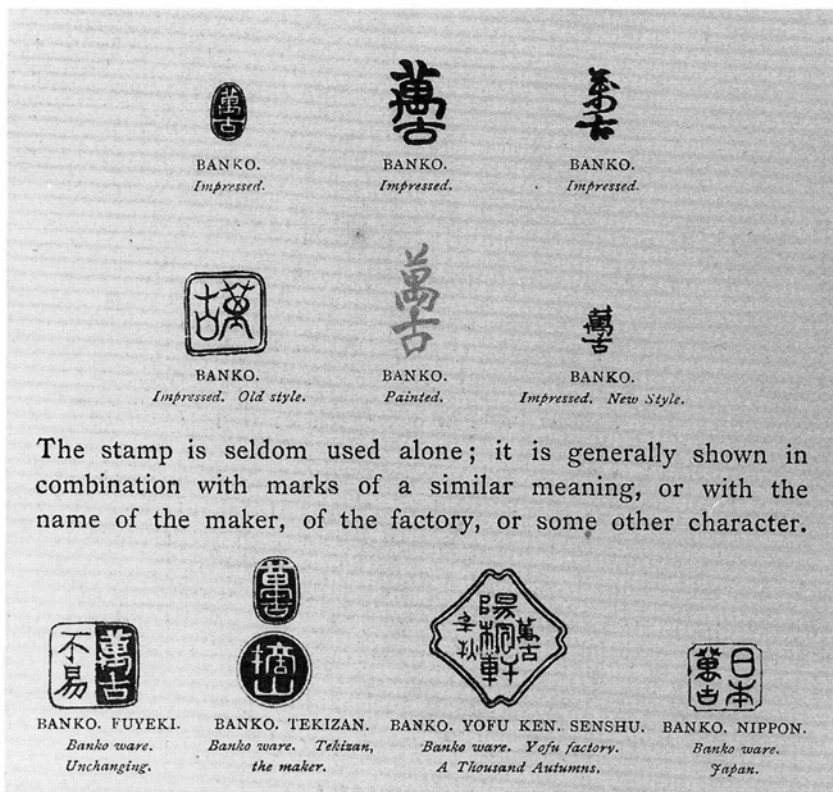 萬古 萬古
BANKO. BANKO. BANKO.
Impressed. Impressed. Impressed.
萬古 萬古 萬古
BANKO. BANKO. BANKO.
Impressed. Old style. Painted. Impressed. New Style.
The stamp is seldom used alone; it is generally shown in
combination with marks of a similar meaning, or with the
name of the maker, of the factory, or some other character.
萬古
不易
萬古
摘山
萬古
日本
萬古
BANKO. FUYEKI. BANKO. TEKIZAN. BANKO. YOFU KEN. SENSHU. BANKO. NIPPON.
Banko ware. Banko ware. Tekizan, Banko ware. Yofu factory. Banko ware.
Unchanging. the maker. A Thousand Autumns. Japan.